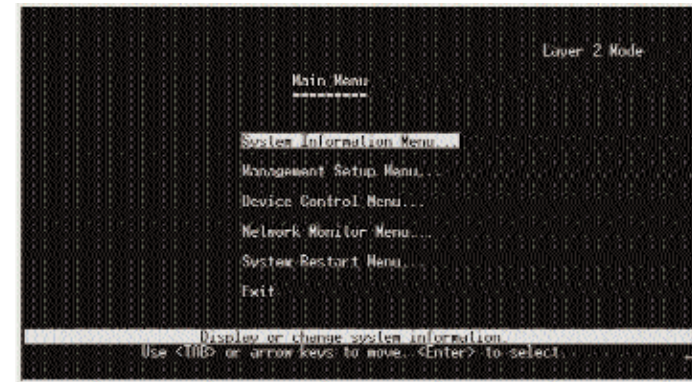 Layer 2 Mode
Main Menu
=========
System Information Menu...
Management Setup Menu...
Device Control Menu...
Network Monitor Menu...
System Restart Menu...
Exit
Display or change system information.
Use <TAB> or arrow keys to move. <Enter> to select.